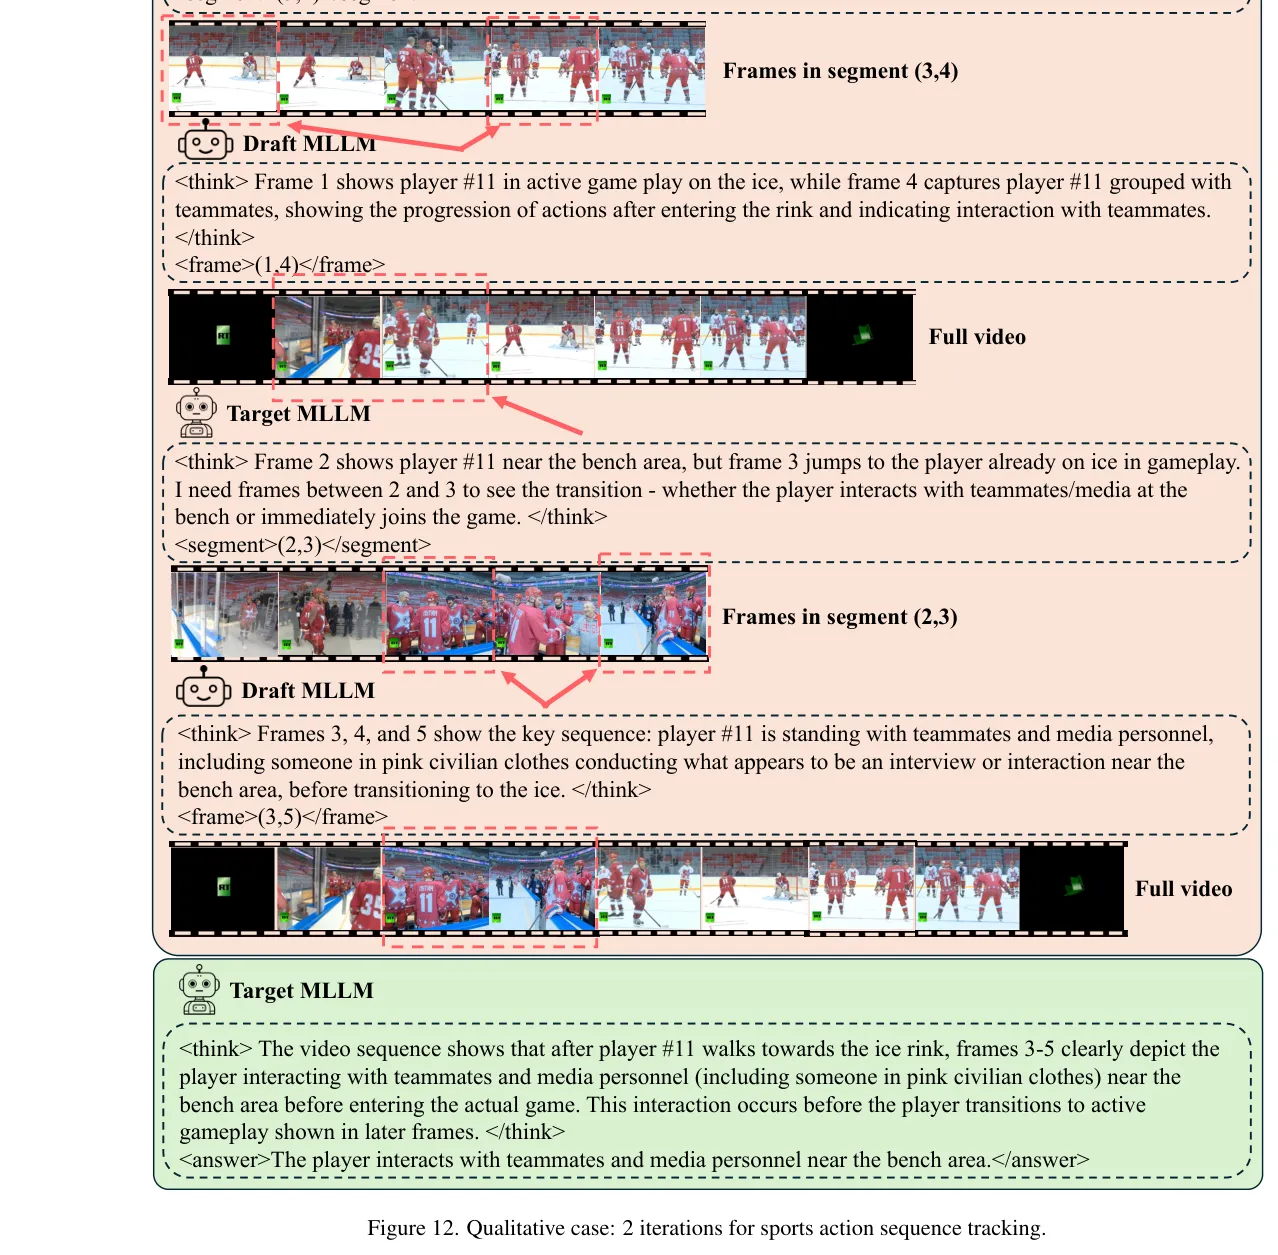 Frames in segment (3,4)
Draft MLLM
<think> Frame 1 shows player #11 in active game play on the ice, while frame 4 captures player #11 grouped with
teammates, showing the progression of actions after entering the rink and indicating interaction with teammates.
</think>
<frame>(1,4)</frame>
RT
35
11
1
11
Full video
Target MLLM
<think> Frame 2 shows player #11 near the bench area, but frame 3 jumps to the player already on ice in gameplay.
I need frames between 2 and 3 to see the transition - whether the player interacts with teammates/media at the
bench or immediately joins the game. </think>
<segment>(2,3)</segment>
11
Frames in segment (2,3)
Draft MLLM
<think> Frames 3, 4, and 5 show the key sequence: player #11 is standing with teammates and media personnel,
including someone in pink civilian clothes conducting what appears to be an interview or interaction near the
bench area, before transitioning to the ice. </think>
<frame>(3,5)</frame>
RT
35
11
11
1
11
Full video
Target MLLM
<think> The video sequence shows that after player #11 walks towards the ice rink, frames 3-5 clearly depict the
player interacting with teammates and media personnel (including someone in pink civilian clothes) near the
bench area before entering the actual game. This interaction occurs before the player transitions to active
gameplay shown in later frames. </think>
<answer>The player interacts with teammates and media personnel near the bench area.</answer>
Figure 12. Qualitative case: 2 iterations for sports action sequence tracking.